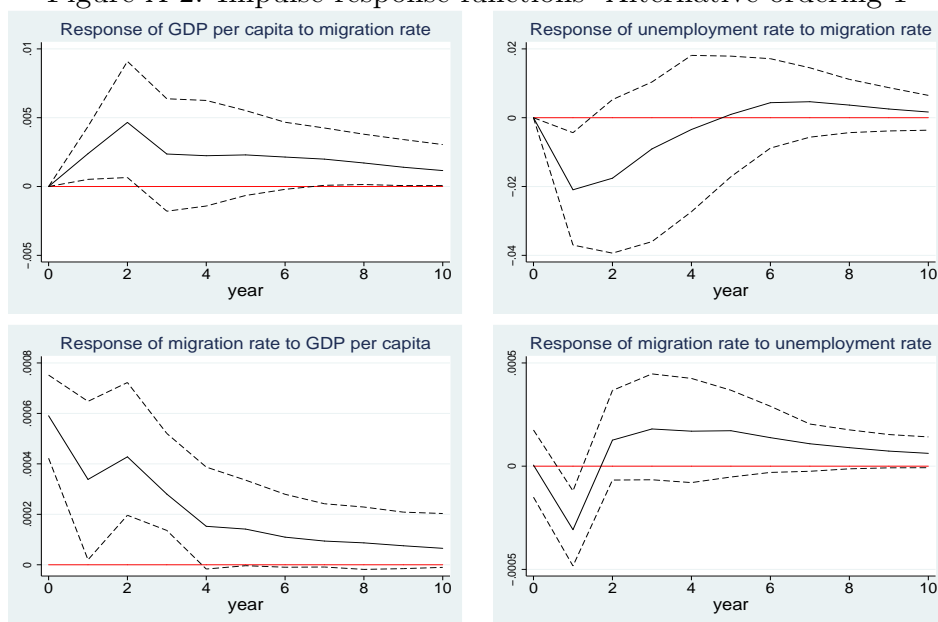 Figure A-2: Impulse response functions- Alternative ordering 1
Response of GDP per capita to migration rate
.01
.005
0
-.005
0 2 4 6 8 10
year
Response of unemployment rate to migration rate
.02
0
-.02
-.04
0 2 4 6 8 10
year
Response of migration rate to GDP per capita
.0008
.0006
.0004
.0002
0
0 2 4 6 8 10
year
Response of migration rate to unemployment rate
.0005
0
-.0005
0 2 4 6 8 10
year